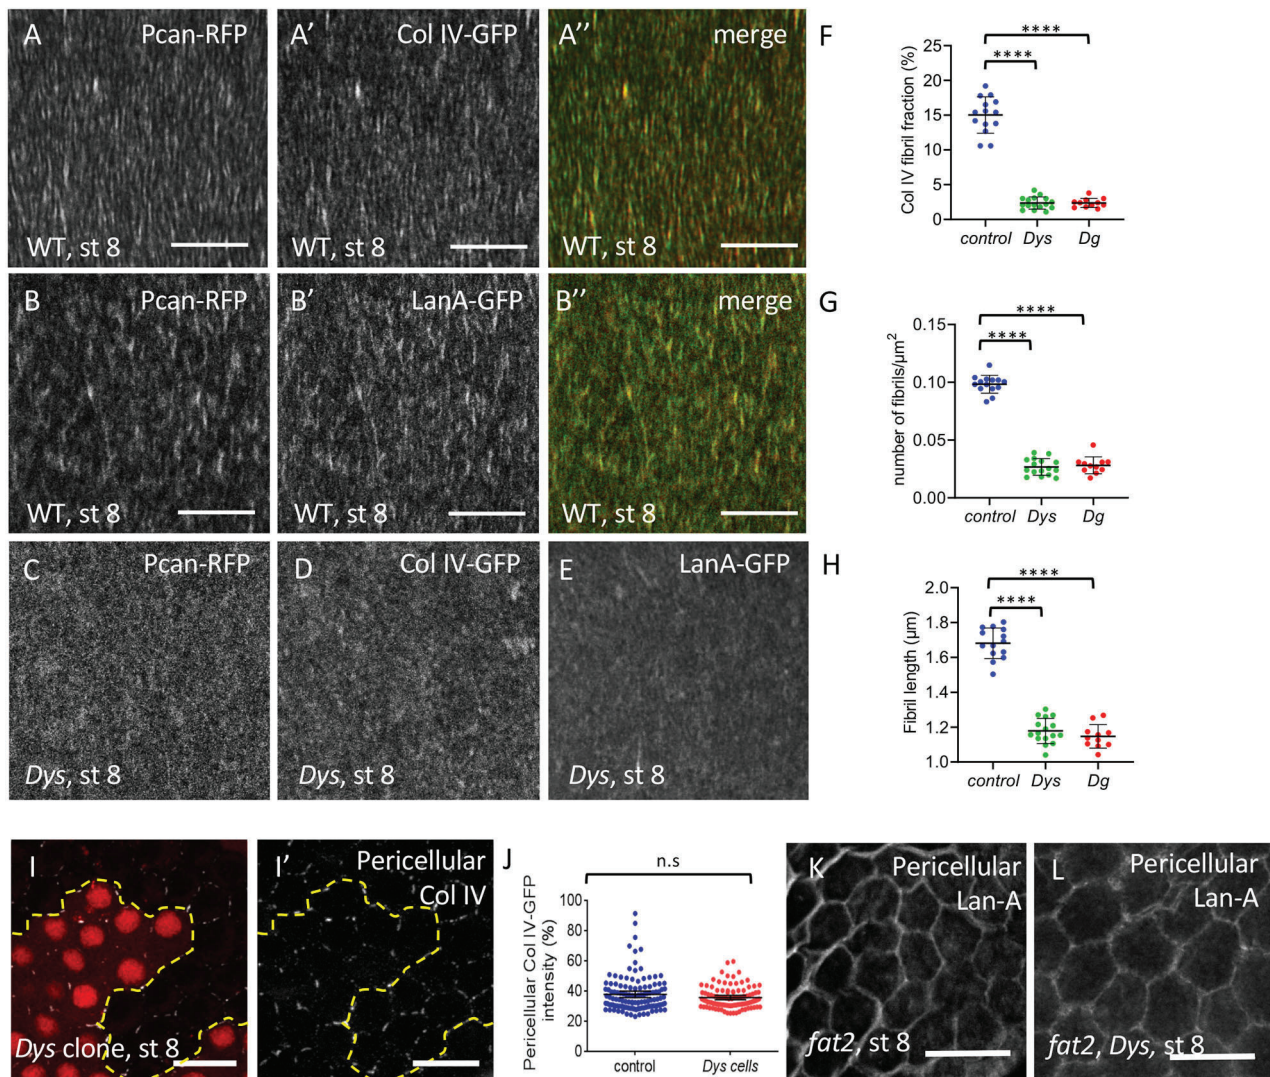 A Pcan-RFP
WT, st 8
A' Col IV-GFP
WT, st 8
A'' merge
WT, st 8
B Pcan-RFP
WT, st 8
B' LanA-GFP
WT, st 8
B'' merge
WT, st 8
C Pcan-RFP
D Col IV-GFP
Dys, st 8
E LanA-GFP
Dys, st 8
F
Col IV fibril fraction (%)
25
20
15
10
5
0
****
****
control Dys Dg
G
number of fibrils/µm²
0.15
0.10
0.05
0.00
****
****
control Dys Dg
H
Fibril length (µm)
2.0
1.8
1.6
1.4
1.2
1.0
****
****
control Dys Dg
I
Dys clone, st 8
I' Pericellular
Col IV
J
n.s
Pericellular Col IV-GFP
intensity (%)
100
80
60
40
20
0
control Dys cells
K Pericellular
Lan-A
fat2, st 8
L Pericellular
Lan-A
fat2, Dys, st 8